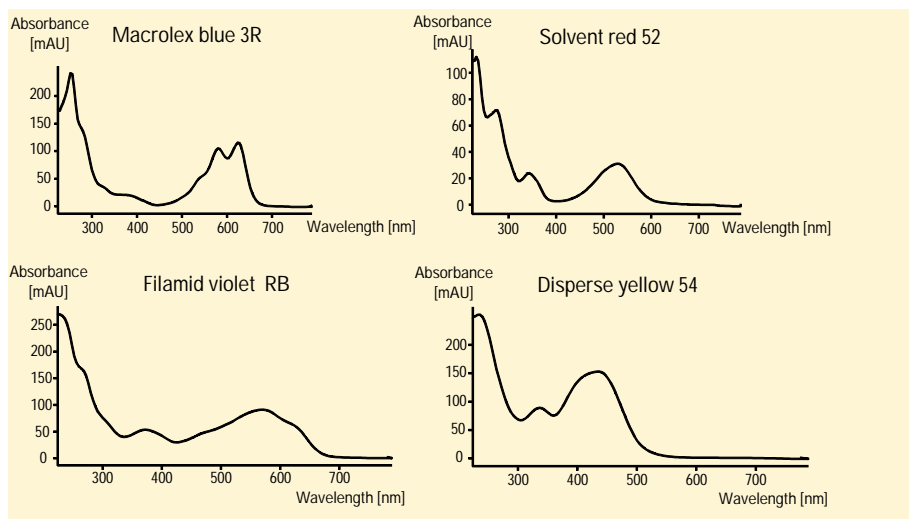 Absorbance
[mAU]
Macrolex blue 3R
200
150
100
50
0
300 400 500 600 700
Wavelength [nm]
Absorbance
[mAU]
Solvent red 52
100
80
60
40
20
0
300 400 500 600 700
Wavelength [nm]
Absorbance
[mAU]
Filamid violet RB
250
200
150
100
50
0
300 400 500 600 700
Wavelength [nm]
Absorbance
[mAU]
Disperse yellow 54
200
150
100
50
0
300 400 500 600 700
Wavelength [nm]